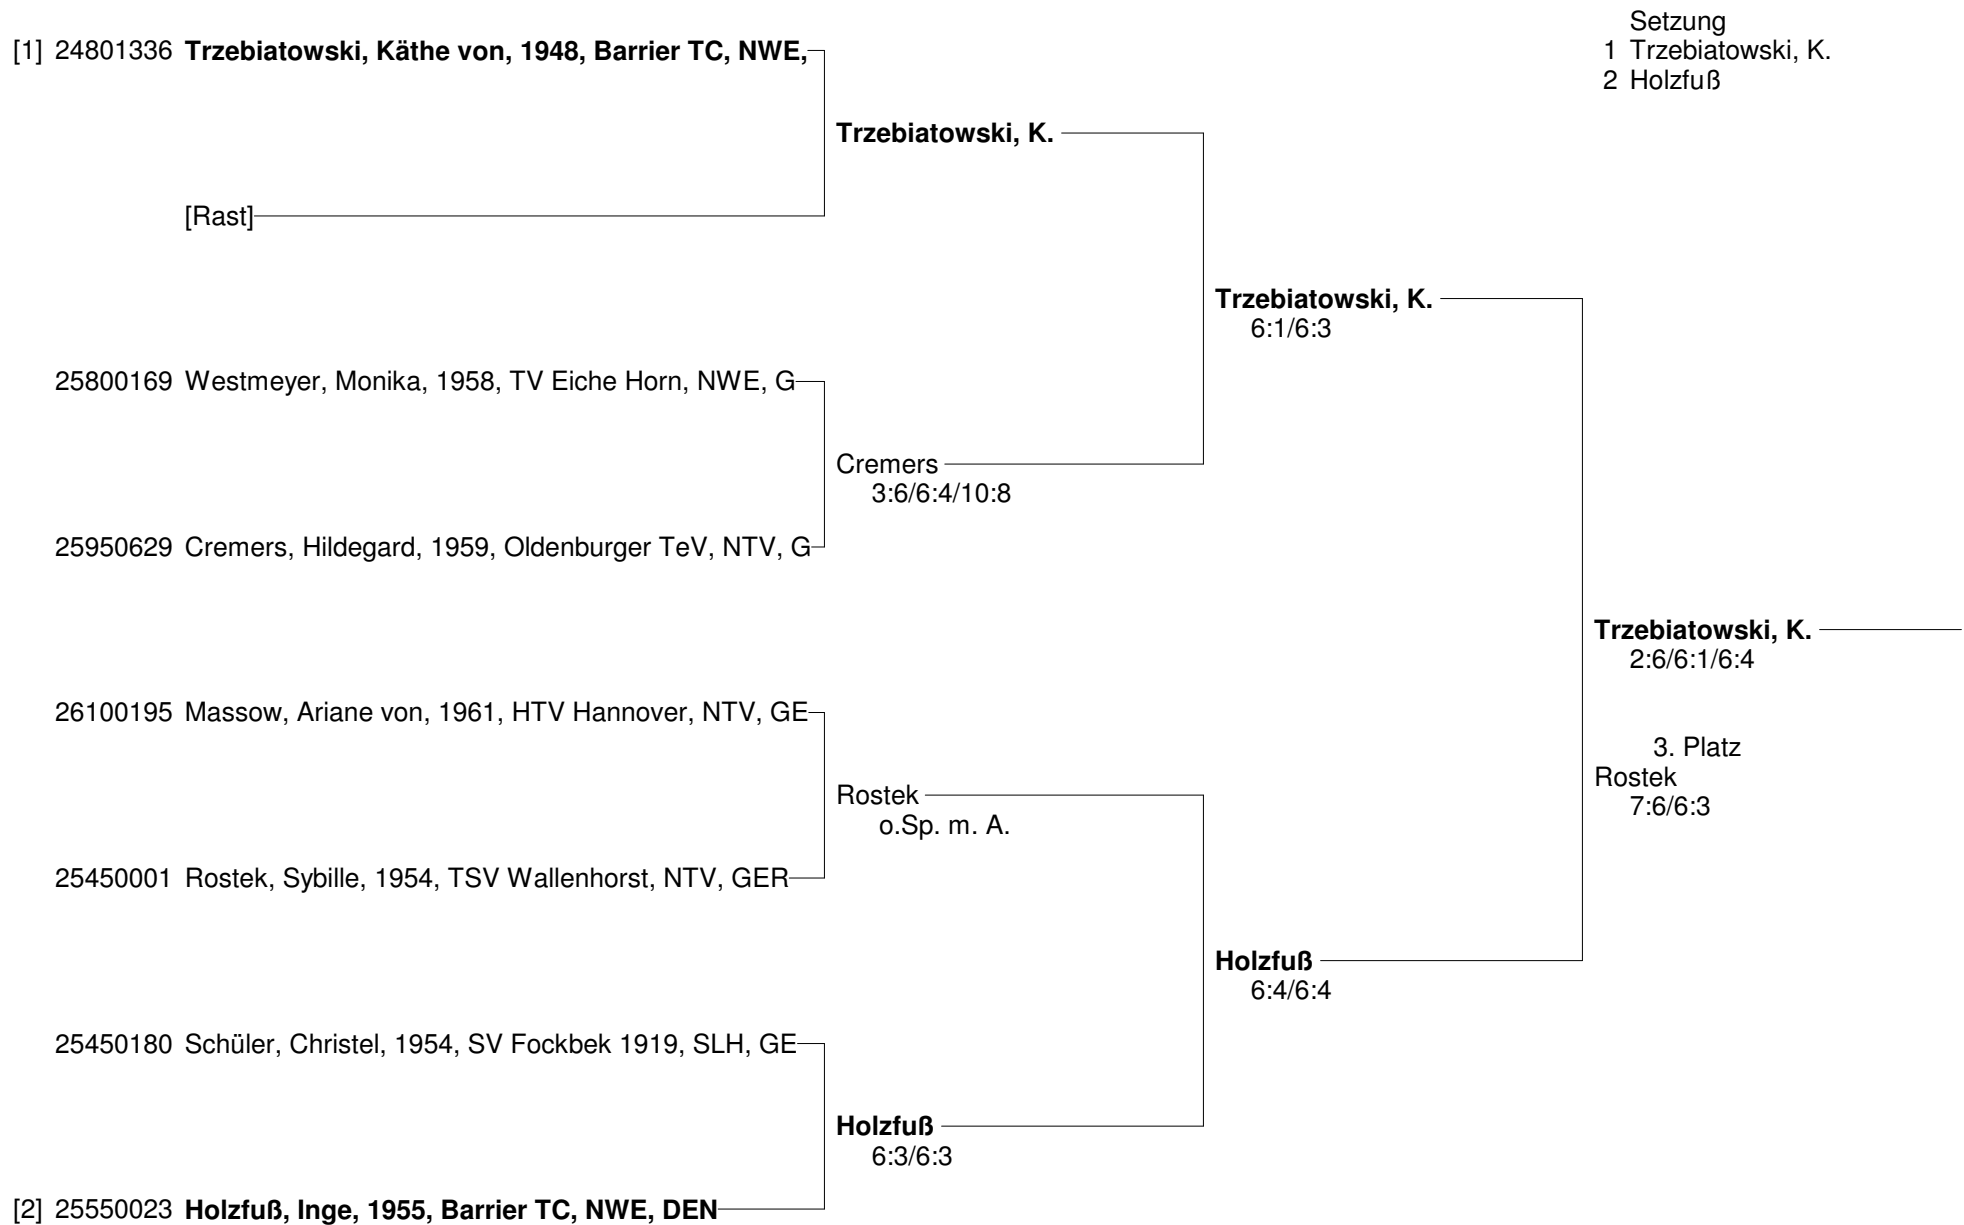 Setzung
1 Trzebiatowski, K.
2 Holzfuß
[1] 24801336 Trzebiatowski, Käthe von, 1948, Barrier TC, NWE,
Trzebiatowski, K.
[Rast]
Trzebiatowski, K.
6:1/6:3
25800169 Westmeyer, Monika, 1958, TV Eiche Horn, NWE, G
Cremers
3:6/6:4/10:8
25950629 Cremers, Hildegard, 1959, Oldenburger TeV, NTV, G
Trzebiatowski, K.
2:6/6:1/6:4
26100195 Massow, Ariane von, 1961, HTV Hannover, NTV, GE
3. Platz
Rostek
7:6/6:3
Rostek
o.Sp. m. A.
25450001 Rostek, Sybille, 1954, TSV Wallenhorst, NTV, GER
Holzfuß
6:4/6:4
25450180 Schüler, Christel, 1954, SV Fockbek 1919, SLH, GE
Holzfuß
6:3/6:3
[2] 25550023 Holzfuß, Inge, 1955, Barrier TC, NWE, DEN